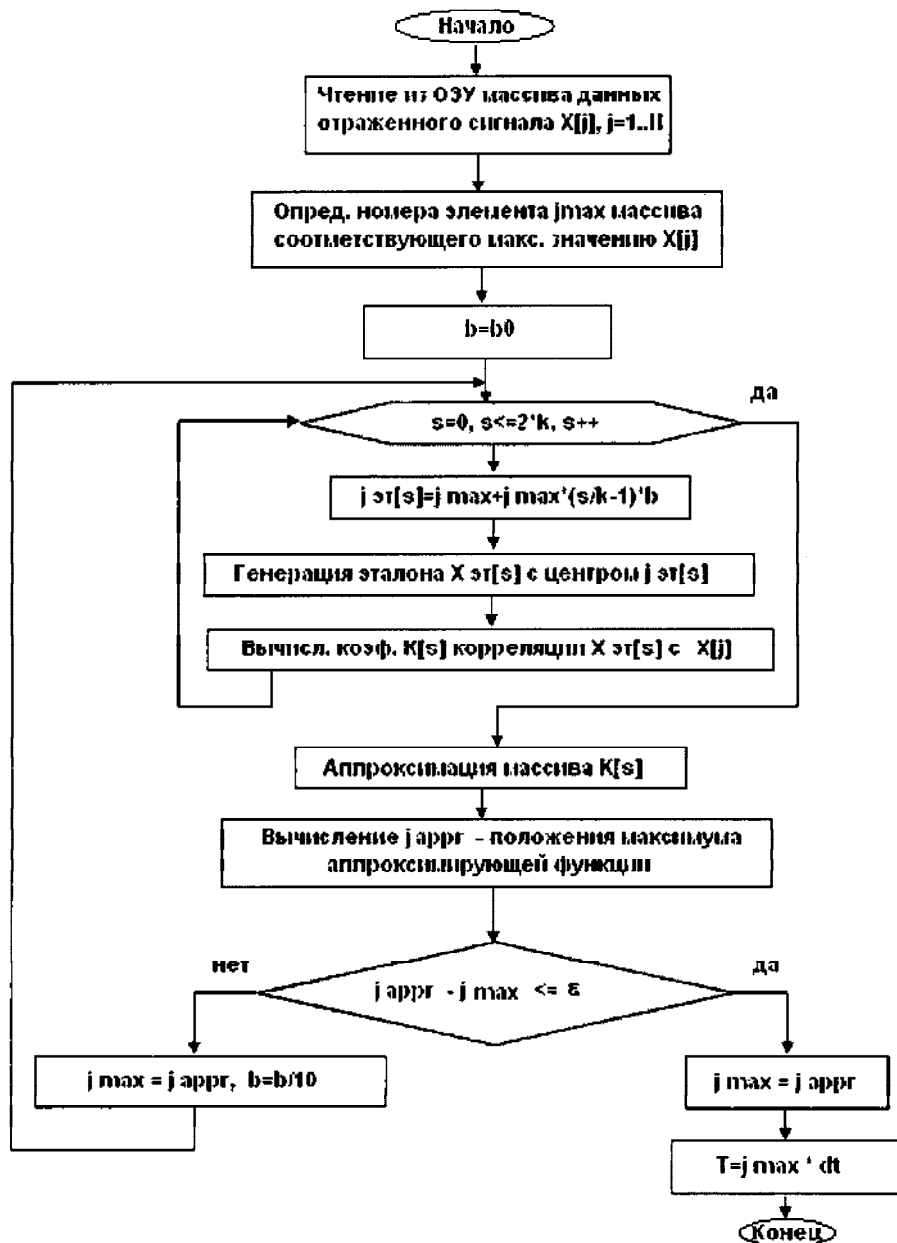 Начало
Чтение из ОЗУ массива данных
отраженного сигнала X[j], j=1..N
Опред. номера элемента jmax массива
соответствующего макс. значению X[j]
b=b0
да
s=0, s<=2*k, s++
j эт[s]=j max+j max*(s/k-1)*b
Генерация эталона X эт[s] с центром j эт[s]
Вычисл. коэф. K[s] корреляции X эт[s] с X[j]
Аппроксимация массива K[s]
Вычисление j appr - положения максимума
аппроксимирующей функции
нет
да
j appr - j max <= ε
j max = j appr, b=b/10
j max = j appr
T=j max * dt
Конец